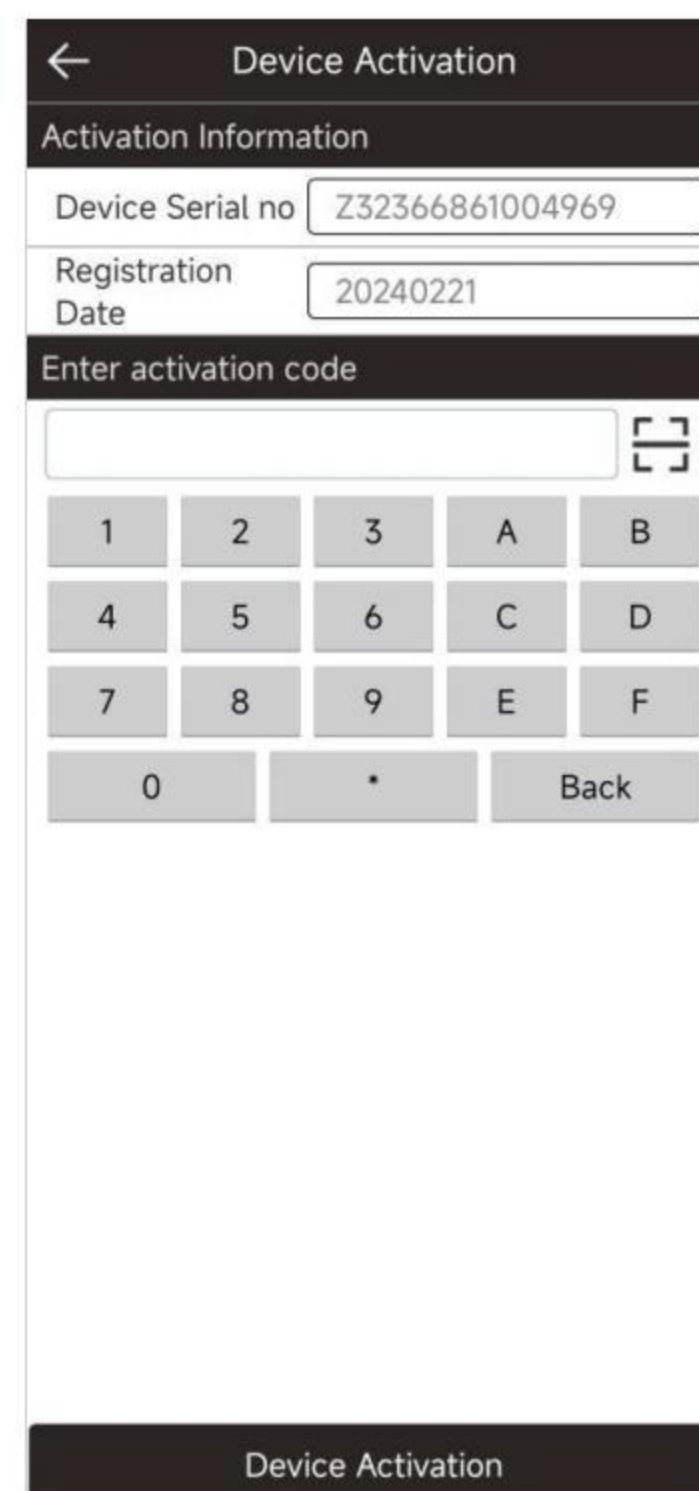 Device Activation
Activation Information
Device Serial no Z32366861004969
Registration
Date 20240221
Enter activation code
1 2 3 A B
4 5 6 C D
7 8 9 E F
0 * Back
Device Activation